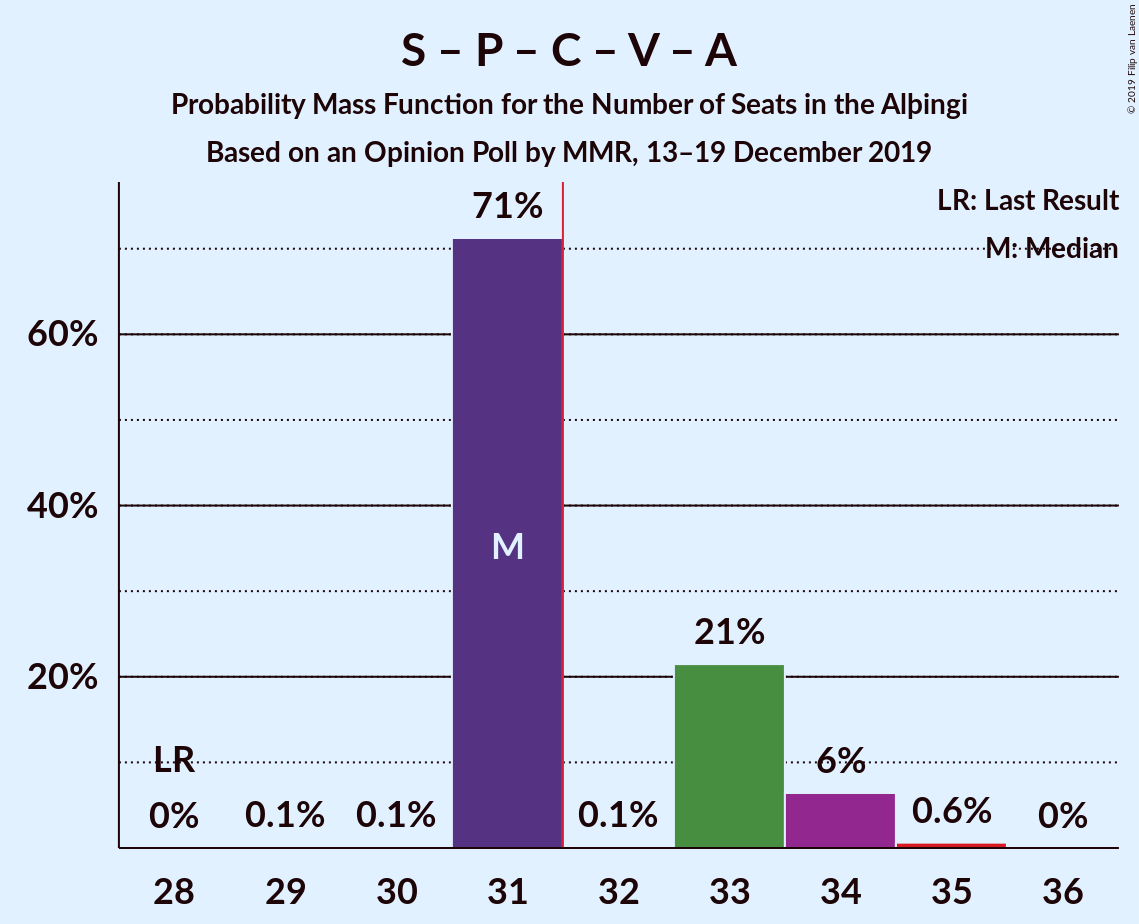 S – P – C – V – A
Probability Mass Function for the Number of Seats in the Alþingi
Based on an Opinion Poll by MMR, 13–19 December 2019
© 2019 Filip van Laenen
LR: Last Result
M: Median
71%
60%
M
40%
21%
20%
LR
6%
0%
0.1%
0.1%
0.1%
0.6%
0%
28 29 30 31 32 33 34 35 36